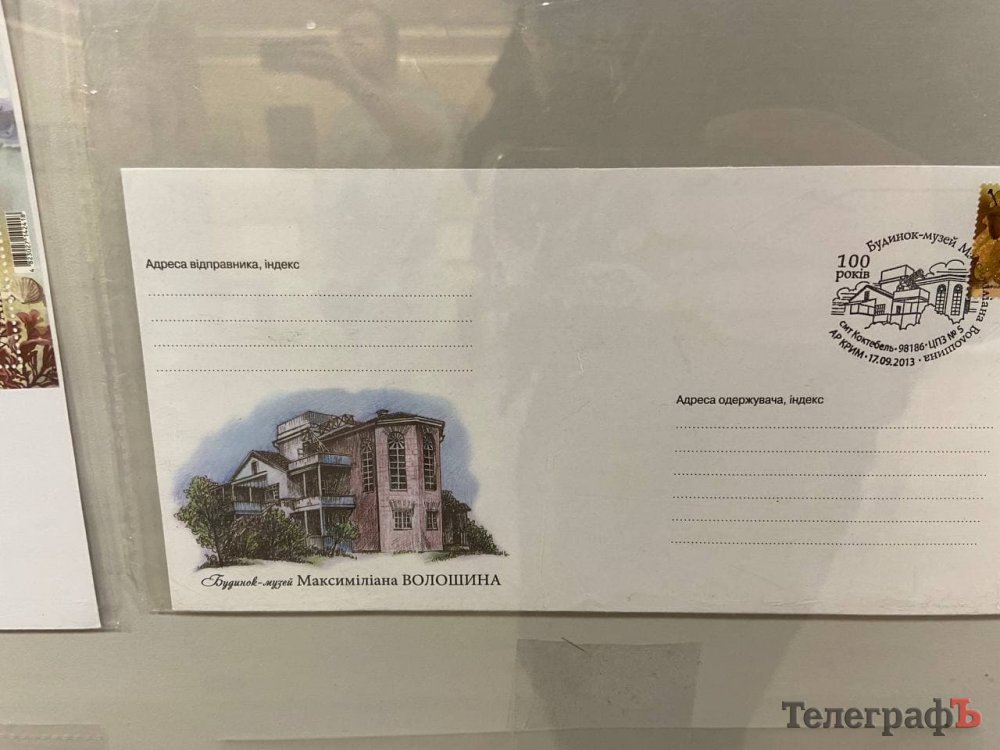 Адреса відправника, індекс
Будинок-музей Максиміліана ВОЛОШИНА
100
років
Будинок-музей Максиміліана Волошина
смт Коктебель·98186·ЦПЗ № 5
АР КРИМ·17.09.2013
Адреса одержувача, індекс
ТелеграфЪ